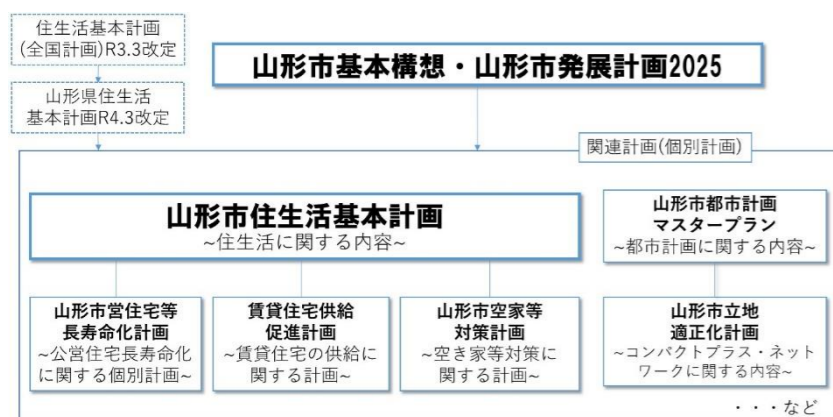 住生活基本計画
(全国計画)R3.3改定
山形市基本構想・山形市発展計画2025
山形県住生活
基本計画R4.3改定
関連計画(個別計画)
山形市住生活基本計画
~住生活に関する内容~
山形市都市計画
マスタープラン
~都市計画に関する内容~
山形市営住宅等
長寿命化計画
~公営住宅長寿命化
に関する個別計画~
賃貸住宅供給
促進計画
~賃貸住宅の供給に
関する計画~
山形市空家等
対策計画
~空き家等対策に
関する計画~
山形市立地
適正化計画
~コンパクトプラス・ネット
ワークに関する内容~
・・・など